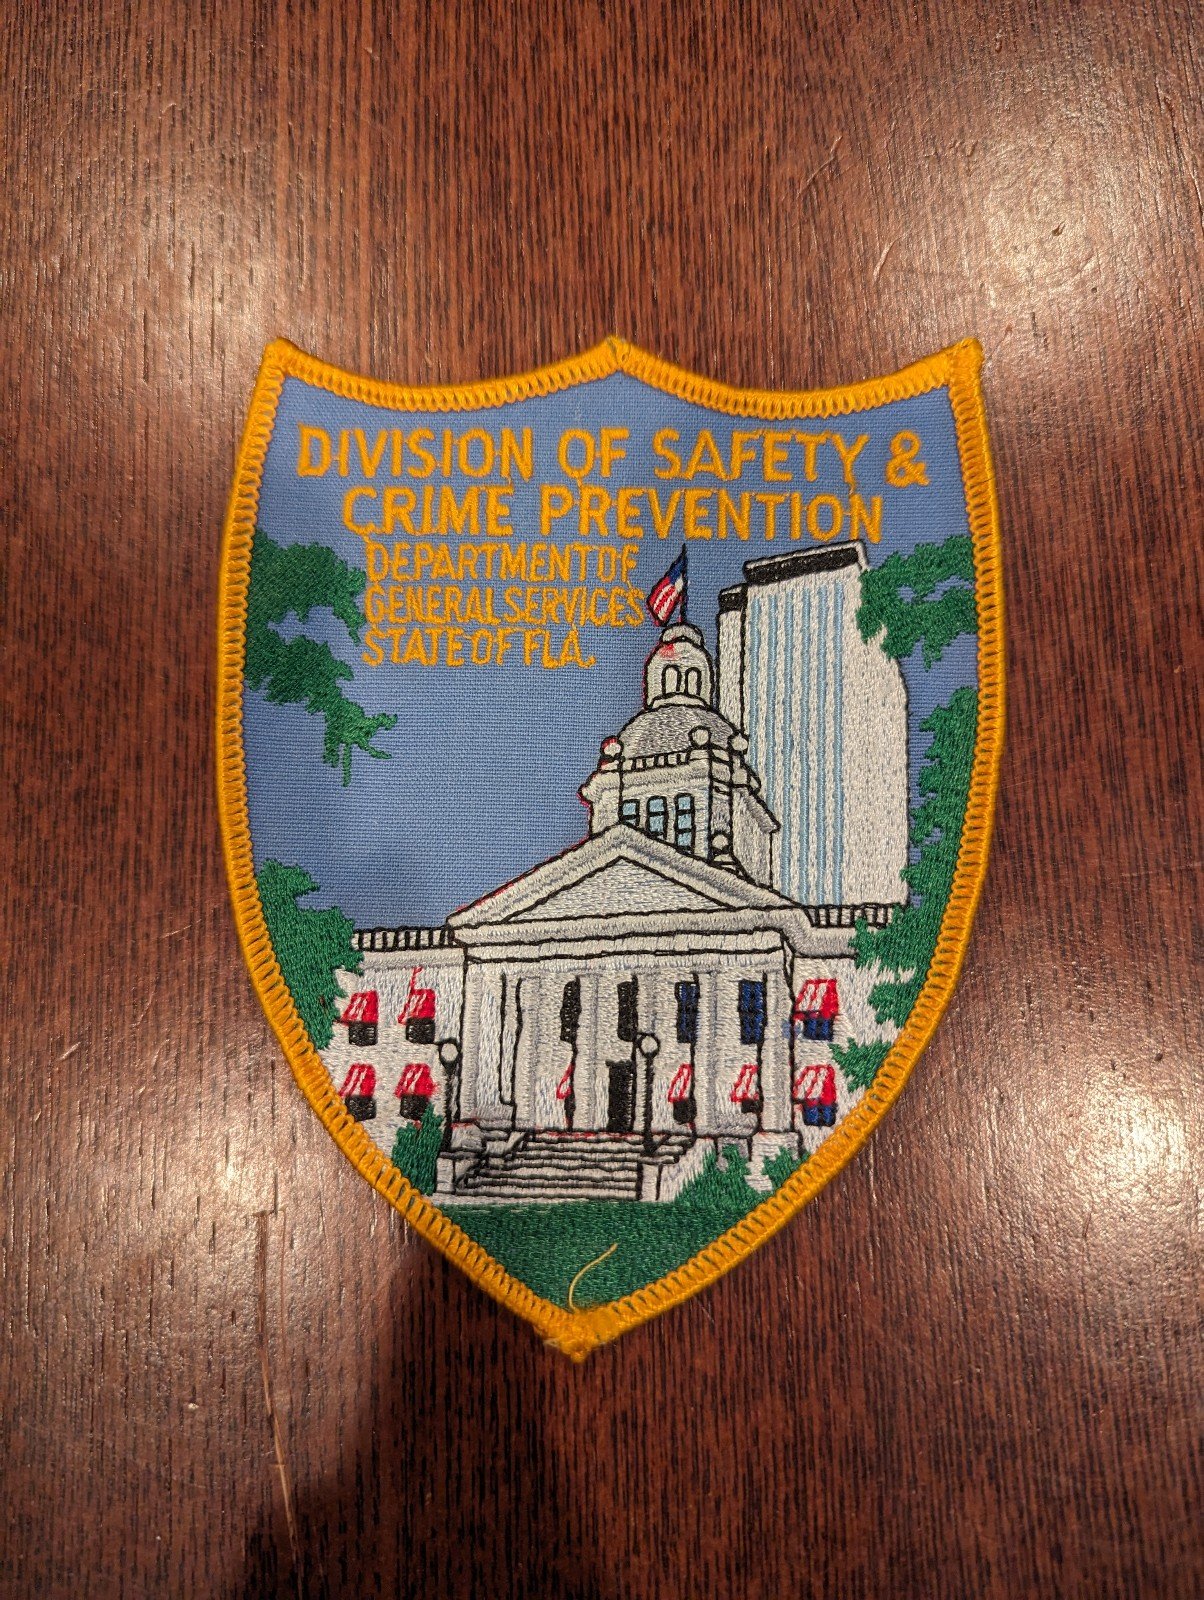 DIVISION OF SAFETY &
CRIME PREVENTION
DEPARTMENT OF
GENERAL SERVICES
STATE OF FLA.